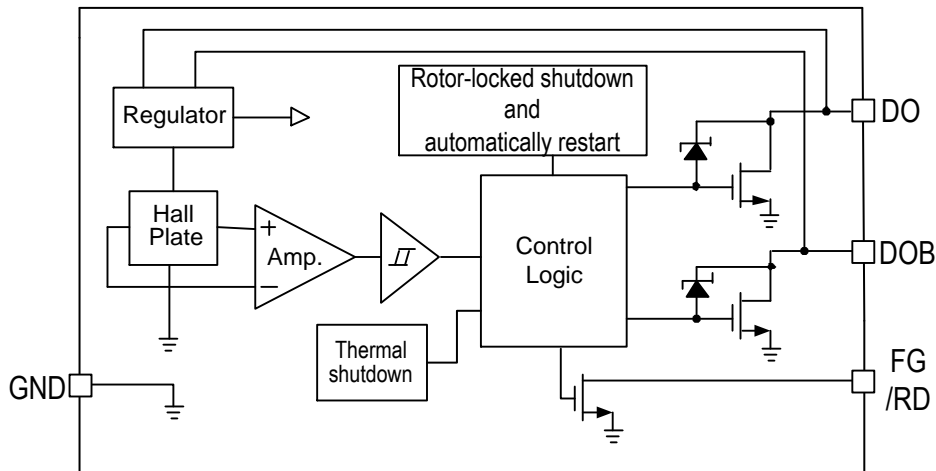 Rotor-locked shutdown
and
automatically restart
Regulator
DO
Hall
Plate
+
Amp.
−
Control
Logic
DOB
Thermal
shutdown
GND
FG
/RD